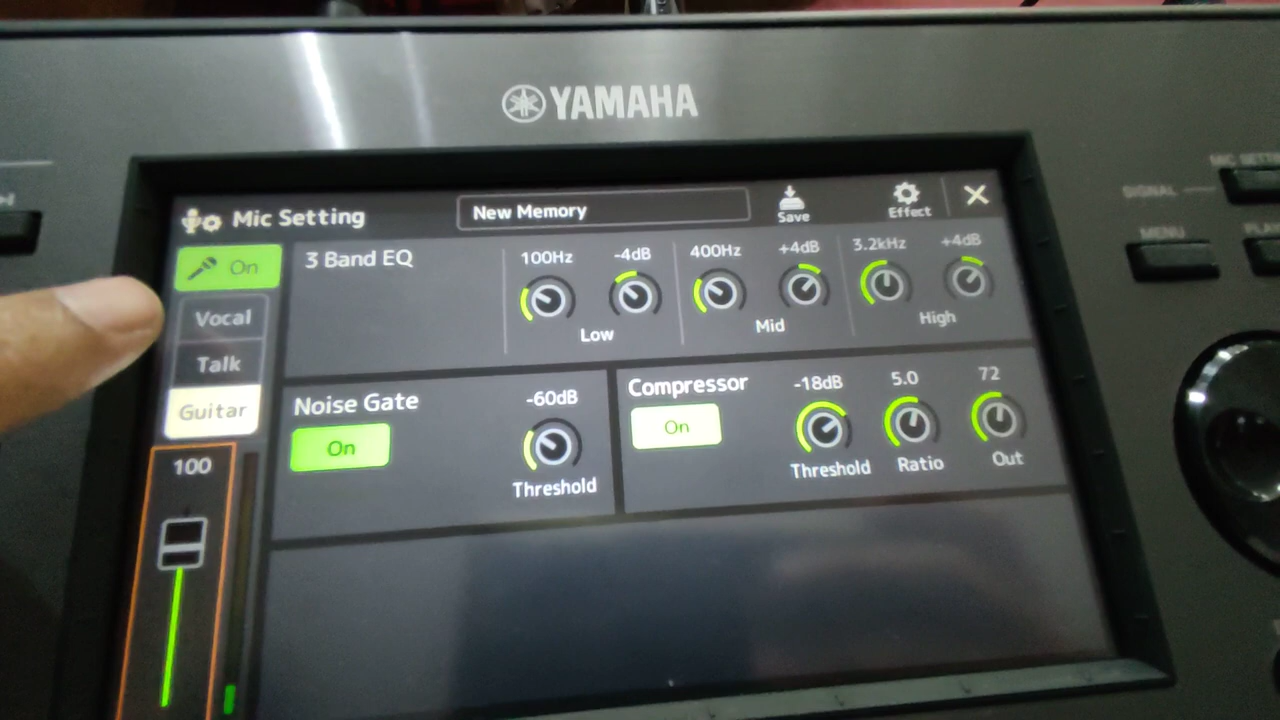 YAMAHA
Mic Setting
New Memory
Save
Effect
On
Vocal
Talk
Guitar
100
3 Band EQ
100Hz -4dB
Low
400Hz +4dB
Mid
3.2kHz +4dB
High
Noise Gate
On
-60dB
Threshold
Compressor
On
-18dB 5.0 72
Threshold Ratio Out
SIGNAL
MENU